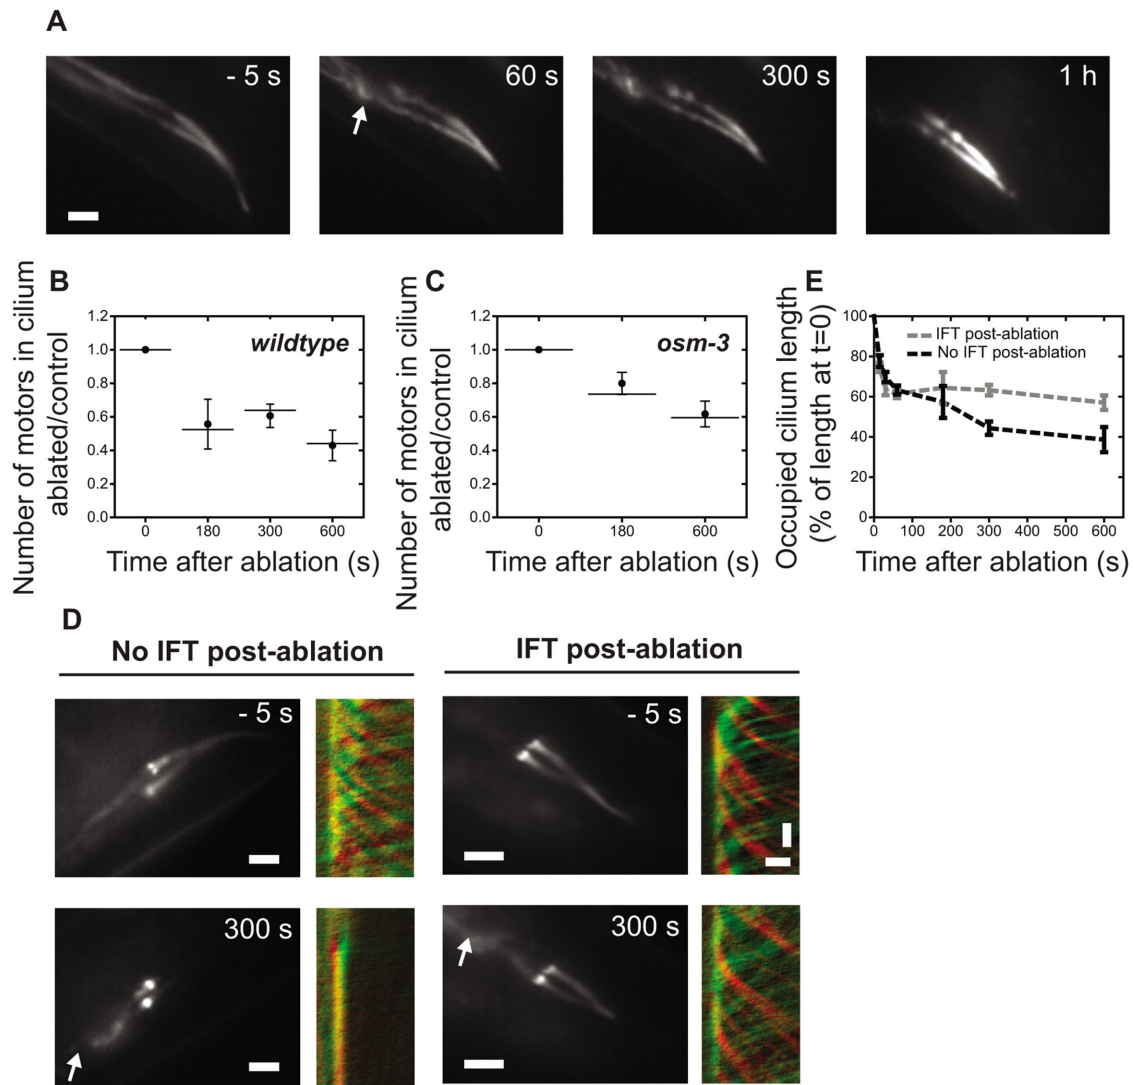 A
- 5 s
60 s
300 s
1 h
B
Number of motors in cilium
ablated/control
1.2
1.0
0.8
0.6
0.4
0.2
0.0
wildtype
0
180
300
600
Time after ablation (s)
C
Number of motors in cilium
ablated/control
1.2
1.0
0.8
0.6
0.4
0.2
0.0
osm-3
0
180
600
Time after ablation (s)
E
Occupied cilium length
(% of length at t=0)
100
80
60
40
20
0
IFT post-ablation
No IFT post-ablation
0
100
200
300
400
500
600
Time after ablation (s)
D
No IFT post-ablation
IFT post-ablation
- 5 s
- 5 s
300 s
300 s